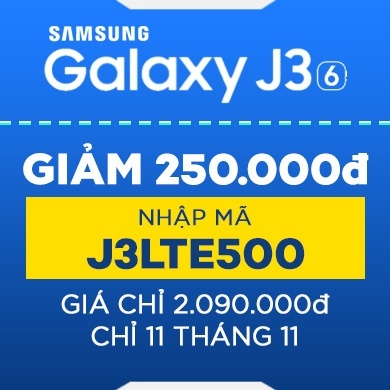 SAMSUNG
Galaxy J3 6
GIẢM 250.000đ
NHẬP MÃ
J3LTE500
GIÁ CHỈ 2.090.000đ
CHỈ 11 THÁNG 11